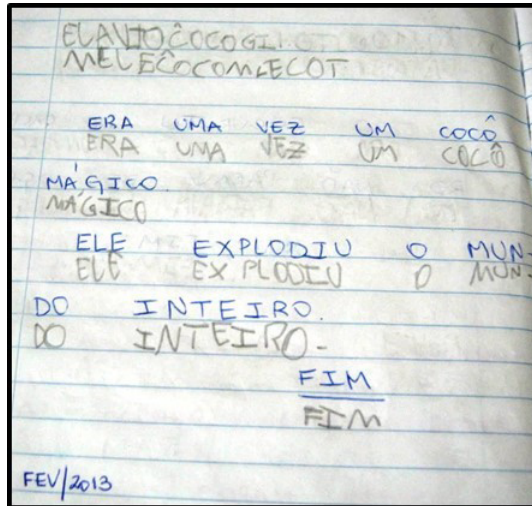 ELAVIOĈOCOGI
MELECOCOMLECOT
ERA UMA VEZ UM COCÔ
ERA UMA VEZ UM COCÔ
MÁGICO.
MÁGICO
ELE EXPLODIU O MUN-
ELE EXPLODIU O MUN-
DO INTEIRO.
DO INTEIRO.
FIM
FIM
FEV/2013